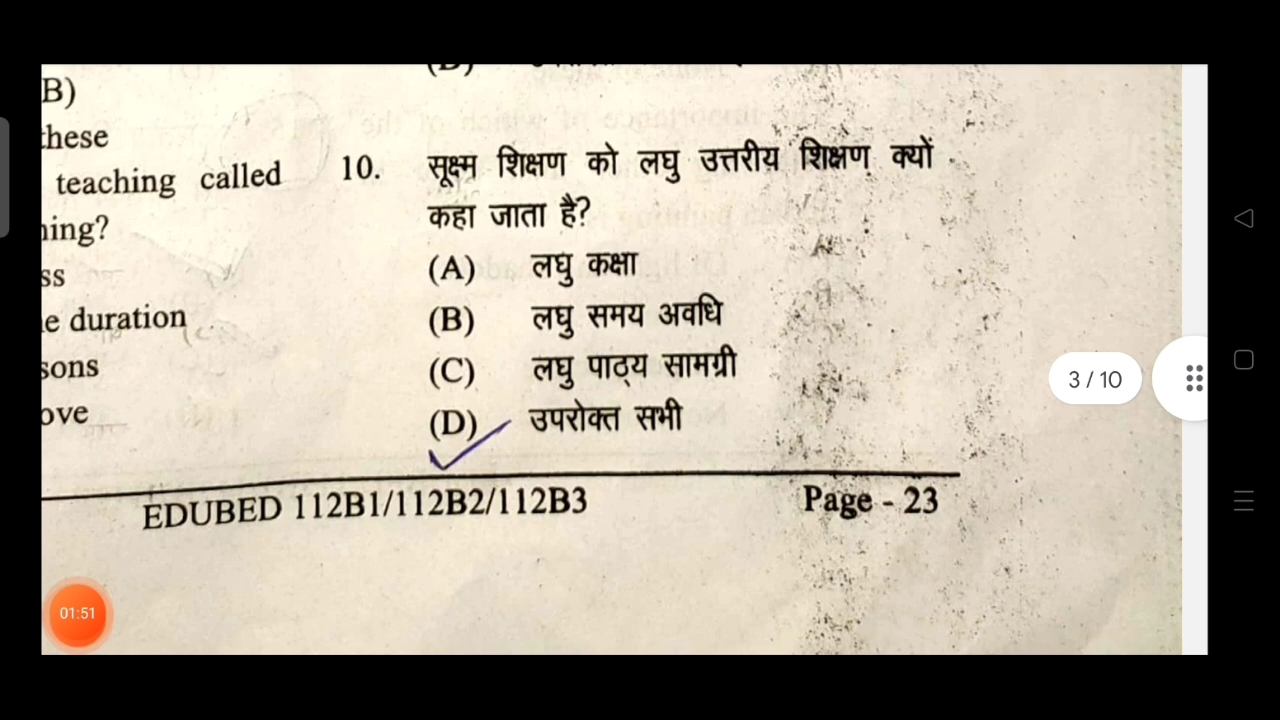 B)
these
teaching called
ning?
ss
e duration
sons
ove
10. सूक्ष्म शिक्षण को लघु उत्तरीय शिक्षण क्यों
कहा जाता है?
(A) लघु कक्षा
(B) लघु समय अवधि
(C) लघु पाठ्य सामग्री
(D) उपरोक्त सभी
EDUBED 112B1/112B2/112B3
Page - 23
3 / 10
01:51